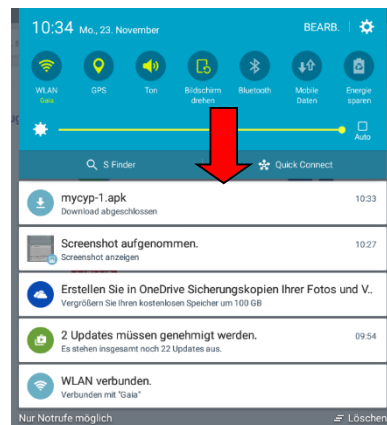 10:34 Mo., 23. November BEARB.
WLAN GPS Ton Bildschirm Bluetooth Mobile Energie
Gaia drehen Daten sparen
Auto
S Finder Quick Connect
mycyp-1.apk 10:33
Download abgeschlossen
Screenshot aufgenommen. 10:27
Screenshot anzeigen
Erstellen Sie in OneDrive Sicherungskopien Ihrer Fotos und V..
Vergrößern Sie Ihren kostenlosen Speicher um 100 GB
2 Updates müssen genehmigt werden. 09:54
Es stehen insgesamt noch 22 Updates aus.
WLAN verbunden.
Verbunden mit "Gaia"
Nur Notrufe möglich Löschen